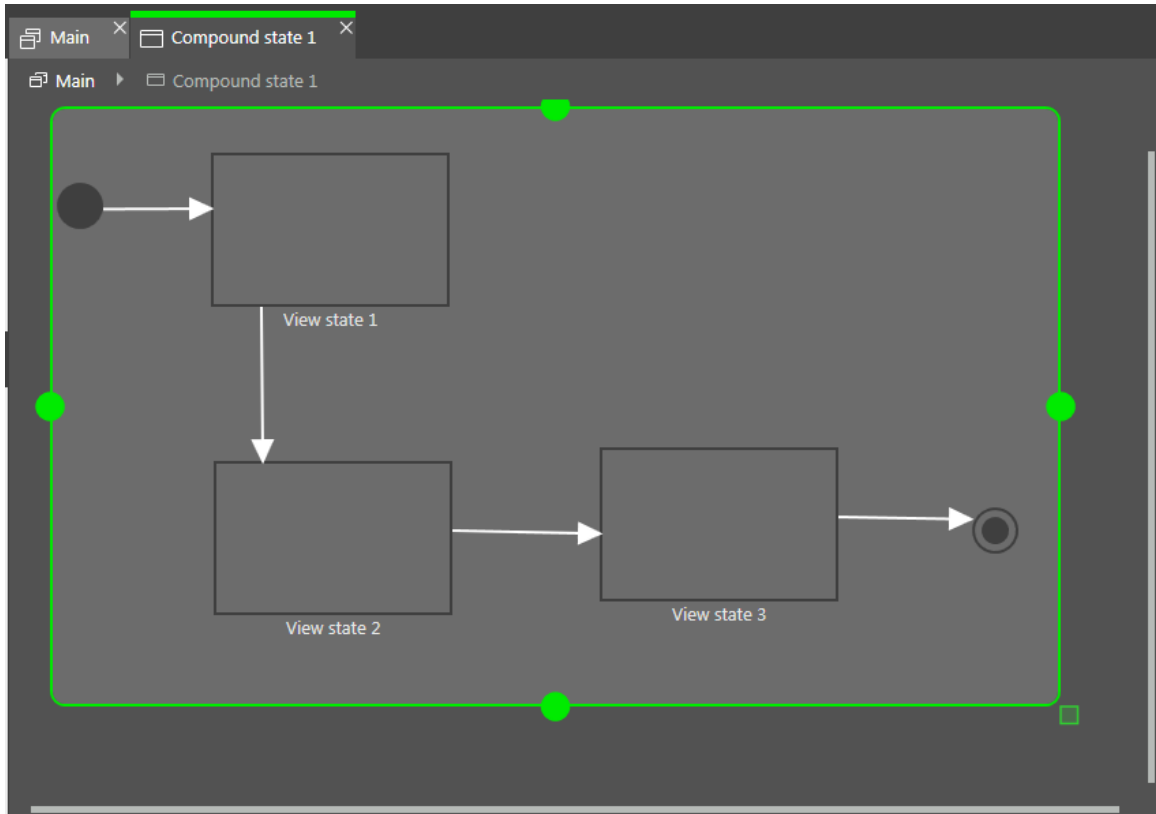 Main
Compound state 1
Main Compound state 1
View state 1
View state 2
View state 3